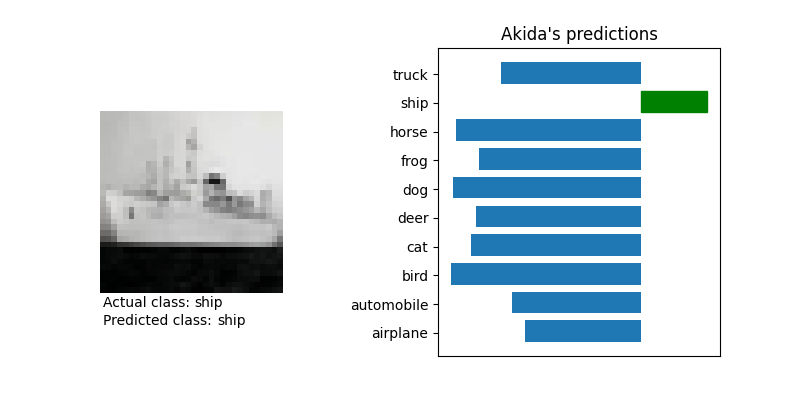 Akida's predictions
truck
ship
horse
frog
dog
deer
cat
bird
automobile
airplane
Actual class: ship
Predicted class: ship